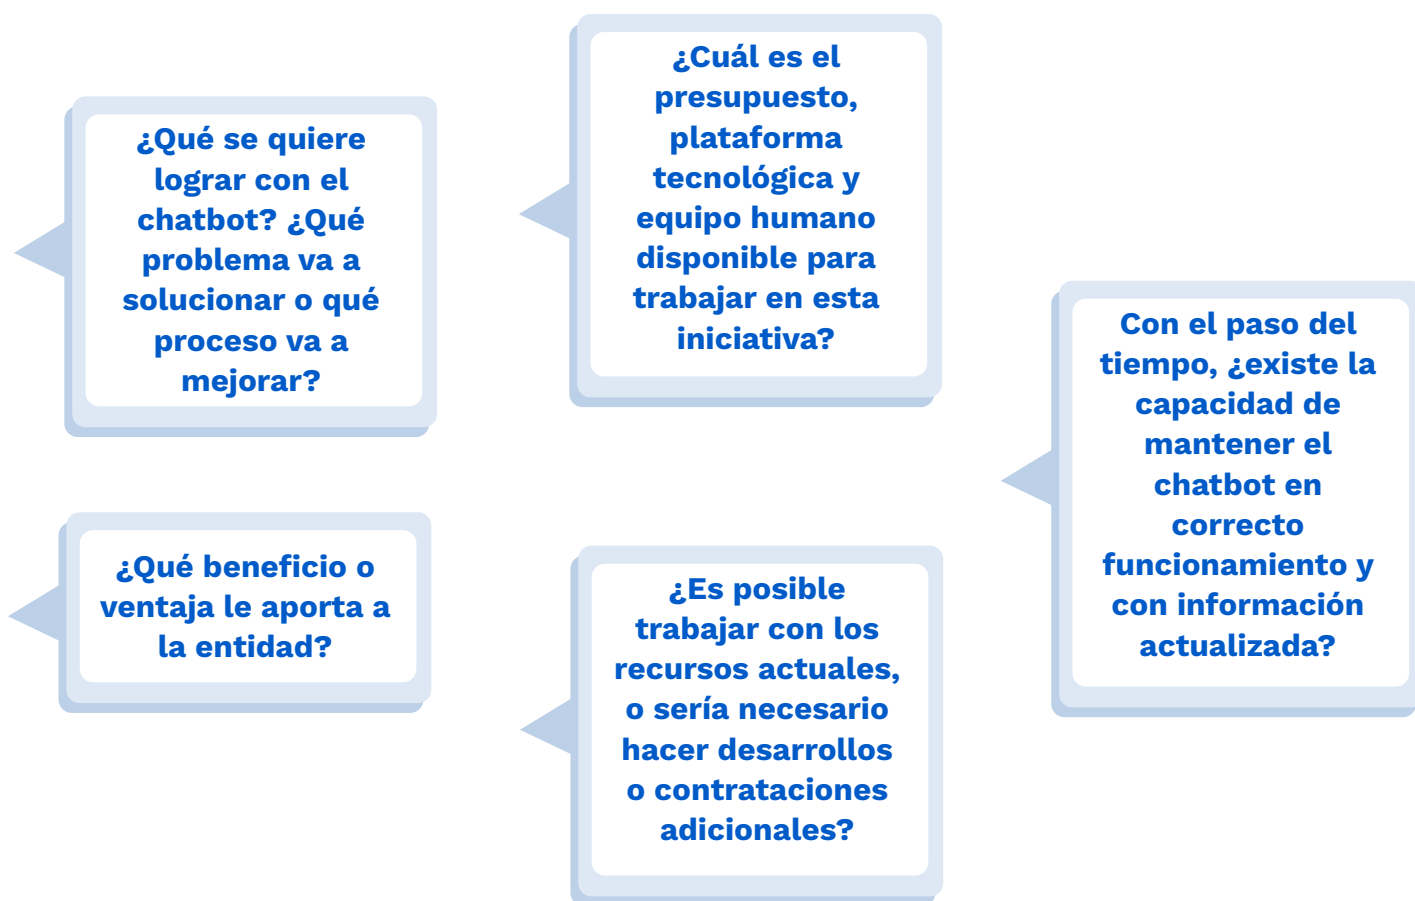 ¿Qué se quiere
lograr con el
chatbot? ¿Qué
problema va a
solucionar o qué
proceso va a
mejorar?
¿Qué beneficio o
ventaja le aporta a
la entidad?
¿Cuál es el
presupuesto,
plataforma
tecnológica y
equipo humano
disponible para
trabajar en esta
iniciativa?
¿Es posible
trabajar con los
recursos actuales,
o sería necesario
hacer desarrollos
o contrataciones
adicionales?
Con el paso del
tiempo, ¿existe la
capacidad de
mantener el
chatbot en
correcto
funcionamiento y
con información
actualizada?